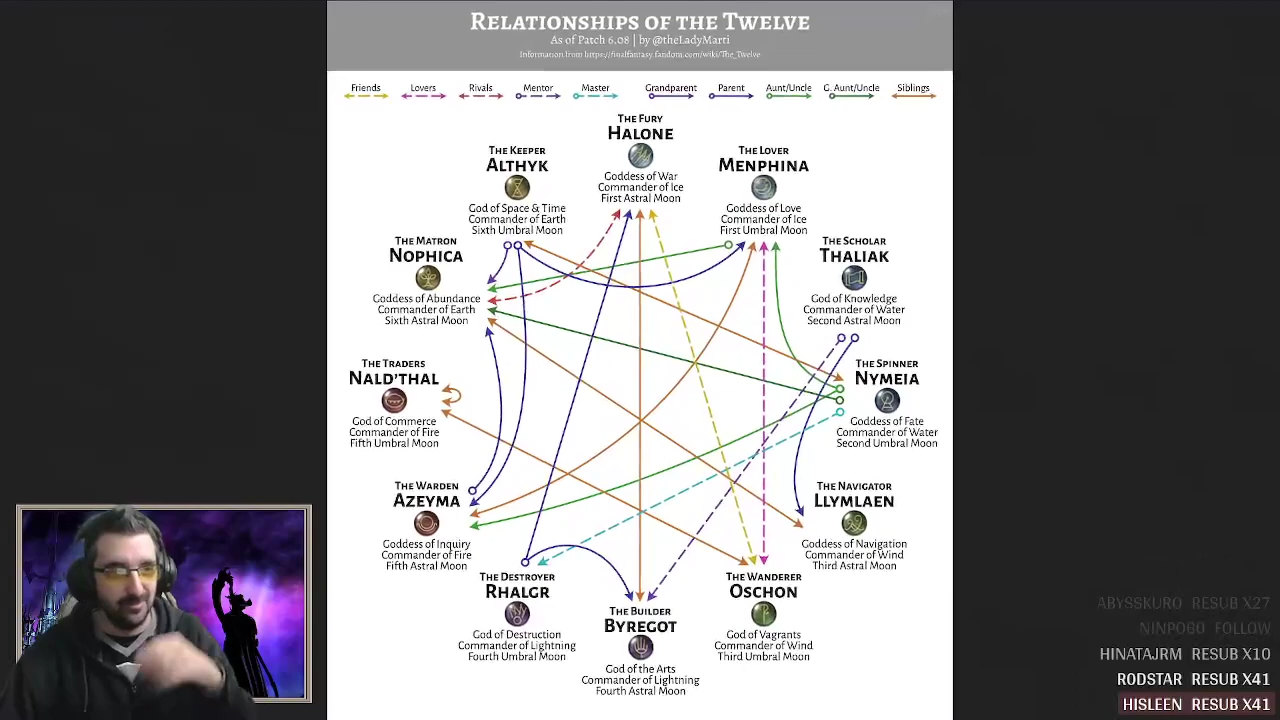 RELATIONSHIPS OF THE TWELVE
As of Patch 6.08 | by @theLadyMarti
Information from https://finalfantasy.fandom.com/wiki/The_Twelve
Friends Lovers Rivals Mentor Master Grandparent Parent Aunt/Uncle G. Aunt/Uncle Siblings
THE FURY
HALONE
Goddess of War
Commander of Ice
First Astral Moon
THE KEEPER
ALTHYK
God of Space & Time
Commander of Earth
Sixth Umbral Moon
THE LOVER
MENPHINA
Goddess of Love
Commander of Ice
First Umbral Moon
THE MATRON
NOPHICA
Goddess of Abundance
Commander of Earth
Sixth Astral Moon
THE SCHOLAR
THALIAK
God of Knowledge
Commander of Water
Second Astral Moon
THE TRADERS
NALD'THAL
God of Commerce
Commander of Fire
Fifth Umbral Moon
THE SPINNER
NYMEIA
Goddess of Fate
Commander of Water
Second Umbral Moon
THE WARDEN
AZEYMA
Goddess of Inquiry
Commander of Fire
Fifth Astral Moon
THE NAVIGATOR
LLYMLAEN
Goddess of Navigation
Commander of Wind
Third Astral Moon
THE DESTROYER
RHALGR
God of Destruction
Commander of Lightning
Fourth Umbral Moon
THE BUILDER
BYREGOT
God of the Arts
Commander of Lightning
Fourth Astral Moon
THE WANDERER
OSCHON
God of Vagrants
Commander of Wind
Third Umbral Moon
ABYSSKURO RESUB X27
NINPOGO FOLLOW
HINATAJRM RESUB X10
RODSTAR RESUB X41
HISLEEN RESUB X41